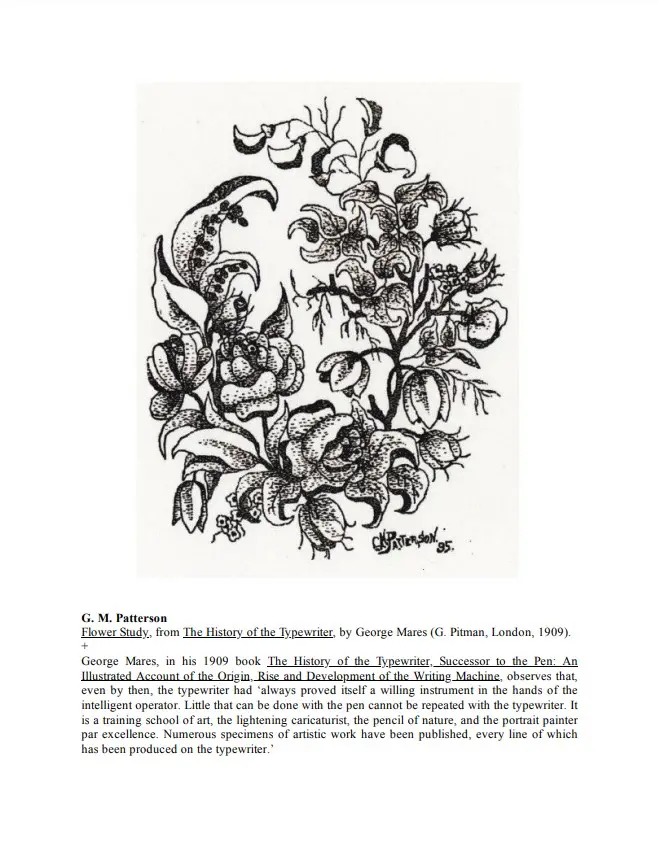 G.M. PATTERSON.
95.
G. M. Patterson
Flower Study, from The History of the Typewriter, by George Mares (G. Pitman, London, 1909).
+
George Mares, in his 1909 book The History of the Typewriter, Successor to the Pen: An
Illustrated Account of the Origin, Rise and Development of the Writing Machine, observes that,
even by then, the typewriter had ‘always proved itself a willing instrument in the hands of the
intelligent operator. Little that can be done with the pen cannot be repeated with the typewriter. It
is a training school of art, the lightening caricaturist, the pencil of nature, and the portrait painter
par excellence. Numerous specimens of artistic work have been published, every line of which
has been produced on the typewriter.’